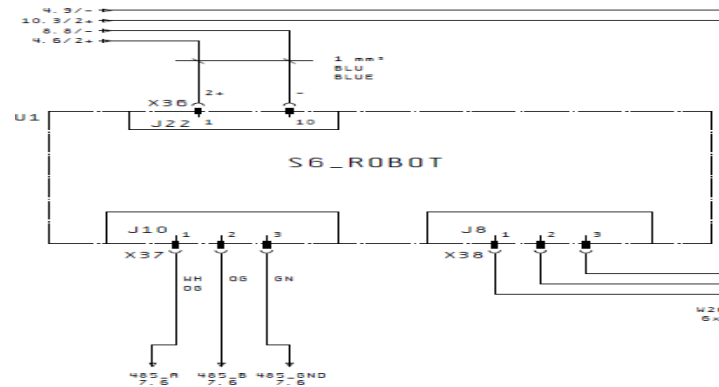 4.9/-
10.3/2+
8.8/-
4.6/2+
1 mm²
BLU
BLUE
2+ -
X36
U1
J22 1 10
S6_ROBOT
J10 1 2 3
J8 1 2 3
X37
X38
WH OG GN
OG
485_A 485_B 485_GND
7.6 7.6 7.6